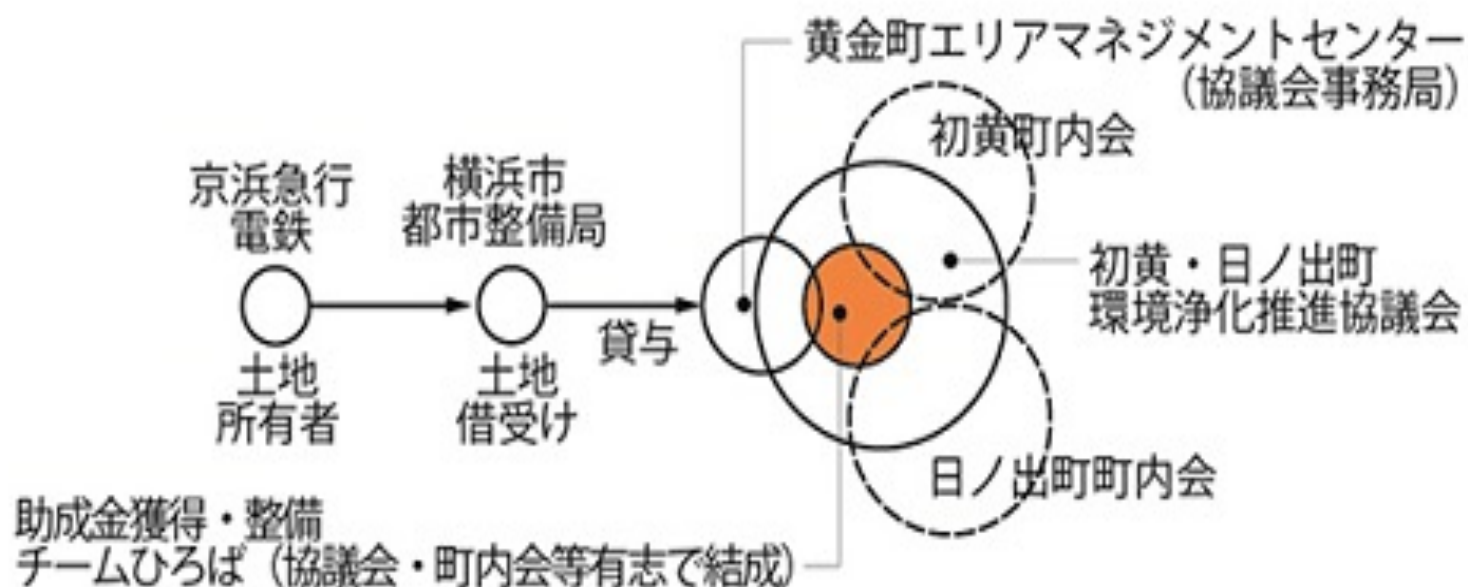 黄金町エリアマネジメントセンター
（協議会事務局）
初黄町内会
京浜急行
電鉄
横浜市
都市整備局
初黄・日ノ出町
環境浄化推進協議会
貸与
土地
所有者
土地
借受け
日ノ出町町内会
助成金獲得・整備
チームひろば（協議会・町内会等有志で結成）